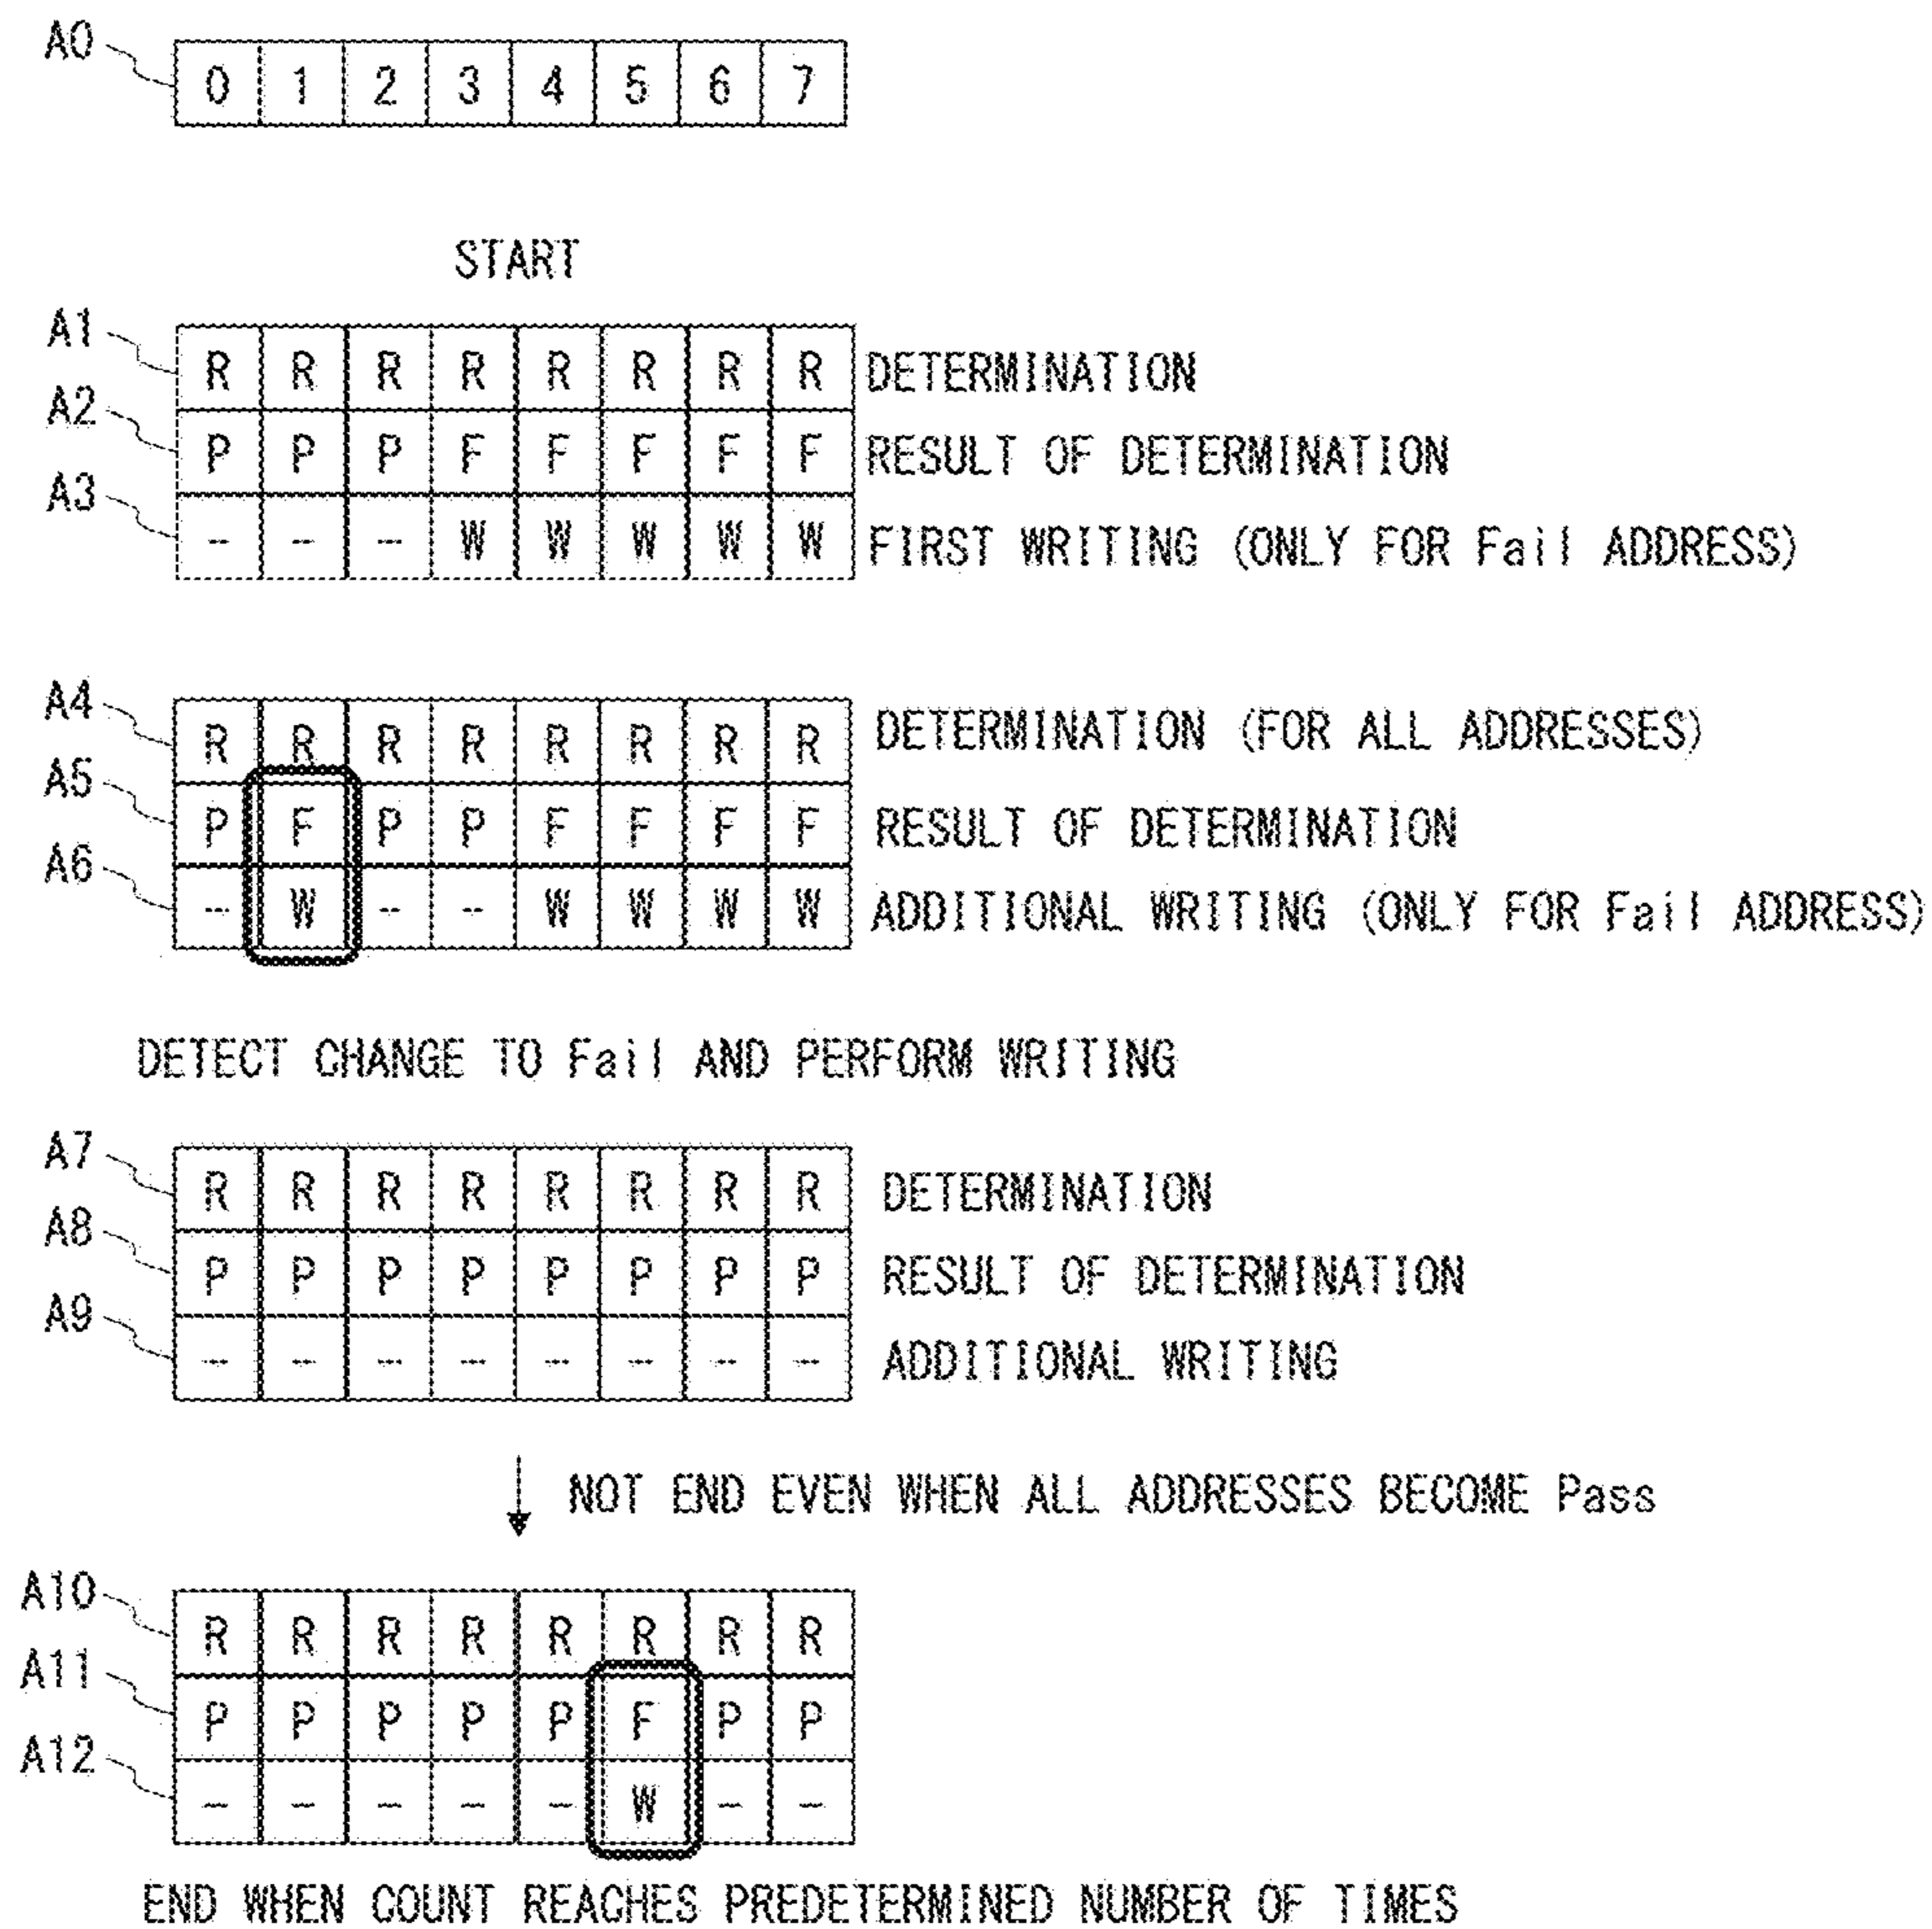 A0 0 1 2 3 4 5 6 7
START
A1 R R R R R R R R DETERMINATION
A2 P P P F F F F F RESULT OF DETERMINATION
A3 - - - W W W W W FIRST WRITING (ONLY FOR Fail ADDRESS)
A4 R R R R R R R R DETERMINATION (FOR ALL ADDRESSES)
A5 P F P P F F F F RESULT OF DETERMINATION
A6 - W - - W W W W ADDITIONAL WRITING (ONLY FOR Fail ADDRESS)
DETECT CHANGE TO Fail AND PERFORM WRITING
A7 R R R R R R R R DETERMINATION
A8 P P P P P P P P RESULT OF DETERMINATION
A9 - - - - - - - - ADDITIONAL WRITING
NOT END EVEN WHEN ALL ADDRESSES BECOME Pass
A10 R R R R R R R R
A11 P P P P P F P P
A12 - - - - - W - -
END WHEN COUNT REACHES PREDETERMINED NUMBER OF TIMES